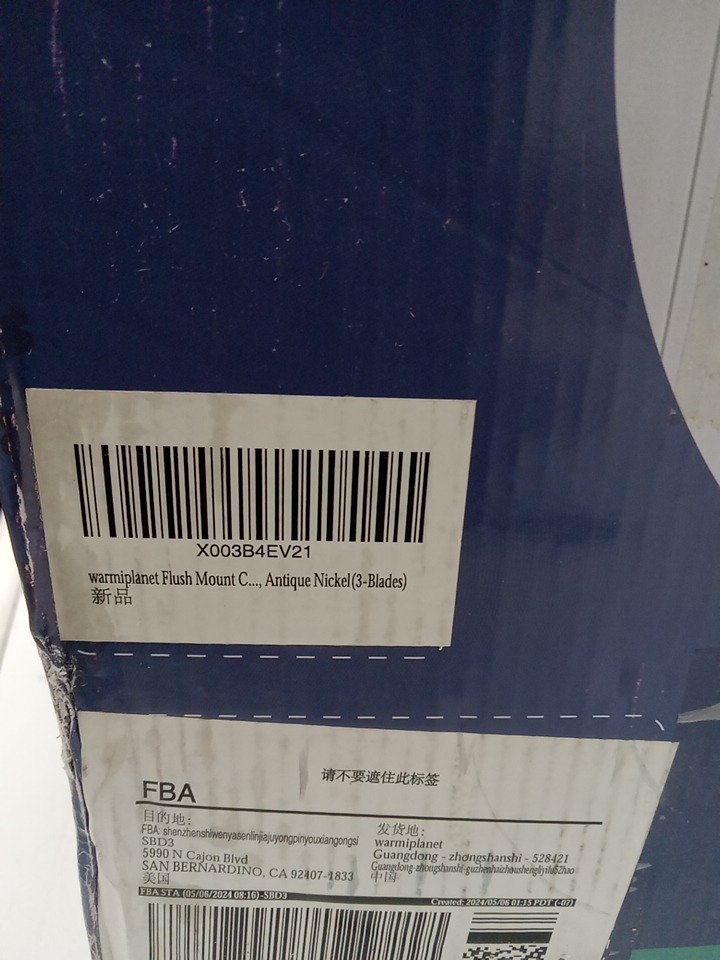 X003B4EV21
warmiplanet Flush Mount C..., Antique Nickel(3-Blades)
新品
请不要遮住此标签
FBA
目的地:
FBA: shenzhenshiwenyasenlinjiajuyongpinyouxiangongsi
SBD3
5990 N Cajon Blvd
SAN BERNARDINO, CA 92407-1833
美国
发货地:
warmiplanet
Guangdong - zhongshanshi - 528421
中国
FBA STA (05/06/2024 08:16)-SBD3
Created: 2024/05/06 01:15 PDT (-07)